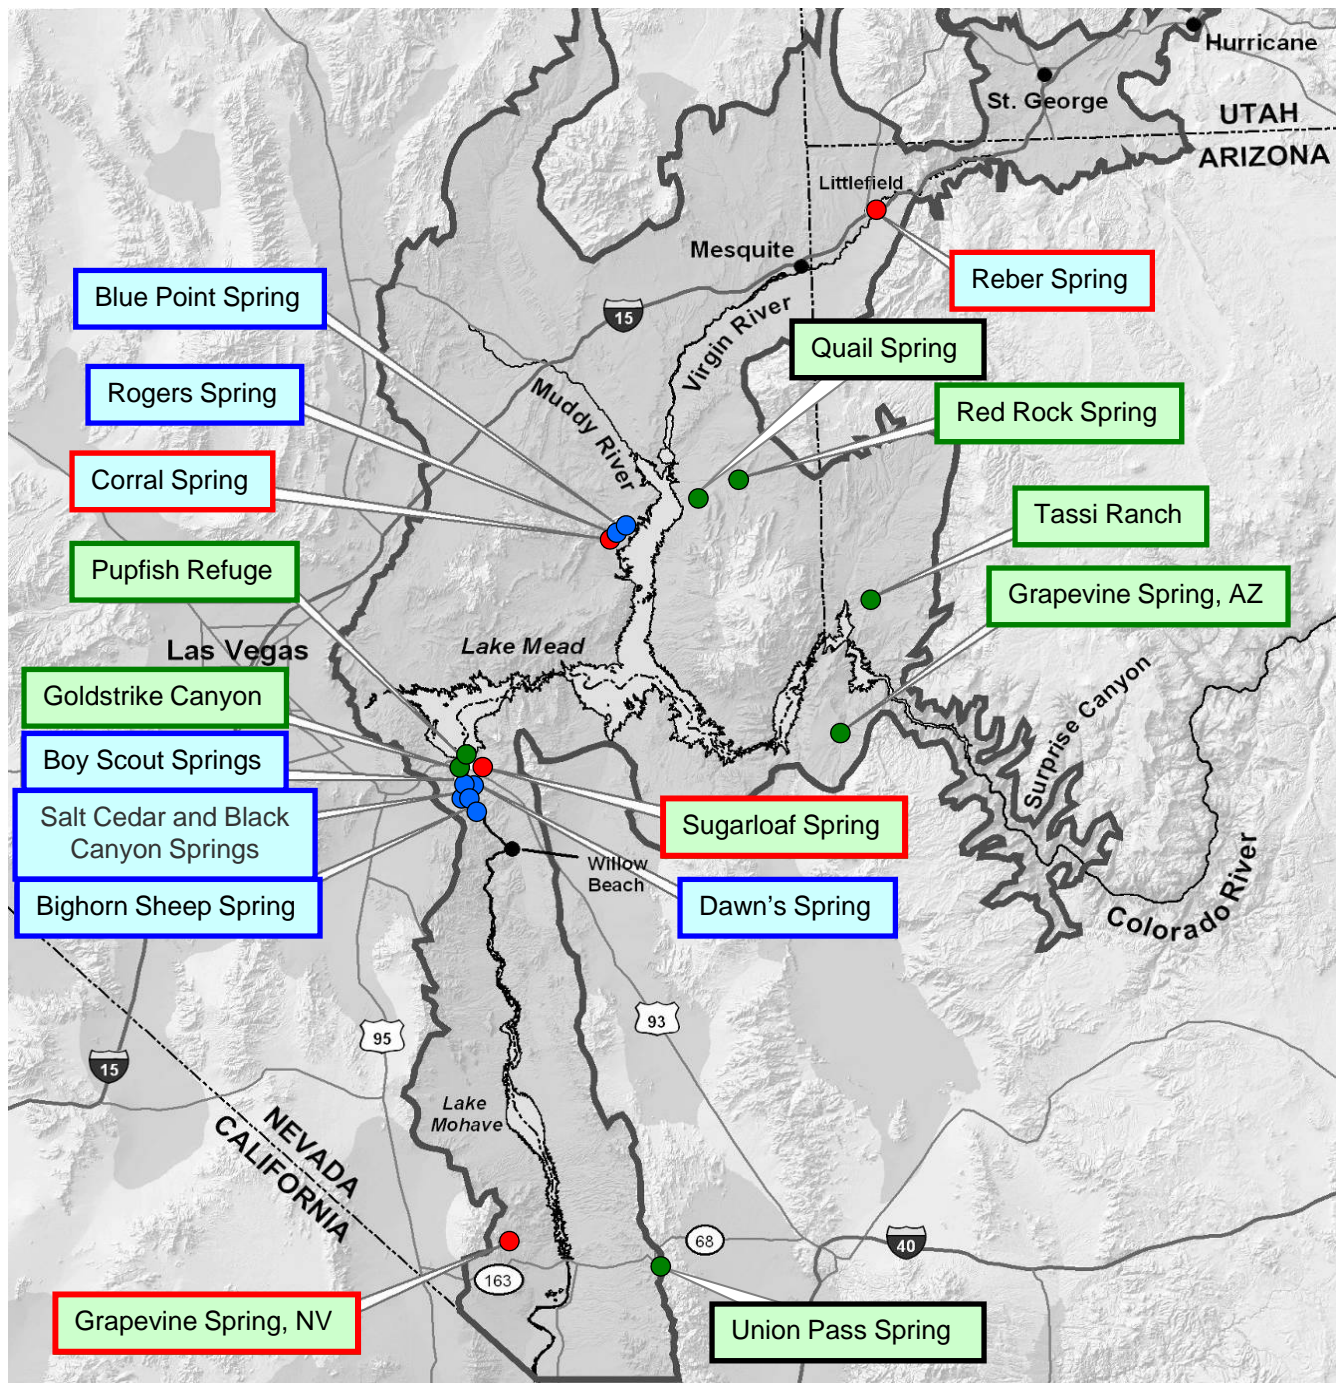 Hurricane
St. George
UTAH
ARIZONA
Littlefield
Mesquite
Reber Spring
Blue Point Spring
15
Virgin River
Quail Spring
Rogers Spring
Muddy River
Red Rock Spring
Corral Spring
Tassi Ranch
Pupfish Refuge
Grapevine Spring, AZ
Las Vegas
Lake Mead
Goldstrike Canyon
Surprise Canyon
Boy Scout Springs
Salt Cedar and Black
Canyon Springs
Sugarloaf Spring
Willow
Beach
Colorado River
Bighorn Sheep Spring
Dawn's Spring
93
95
15
Lake
Mohave
NEVADA
CALIFORNIA
68
40
163
Grapevine Spring, NV
Union Pass Spring